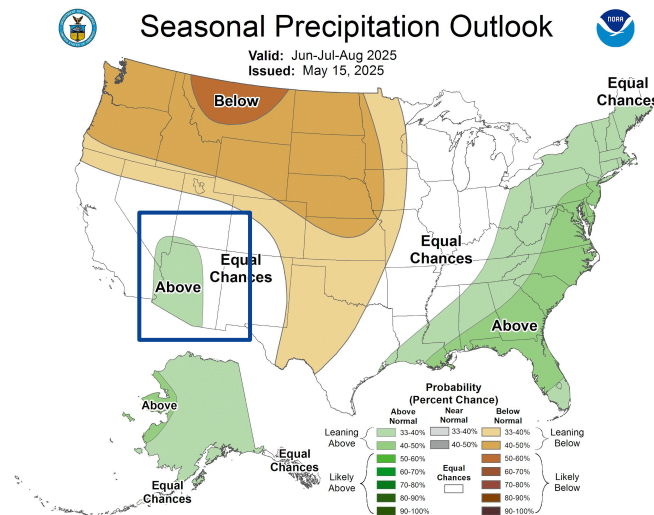 Seasonal Precipitation Outlook
NOAA
Valid: Jun-Jul-Aug 2025
Issued: May 15, 2025
Below
Equal
Chances
Equal
Chances
Equal
Chances
Above
Above
Above
Equal
Chances
Equal
Chances
Probability
(Percent Chance)
Above
Normal
Near
Normal
Below
Normal
Leaning
Above
33-40%
40-50%
50-60%
60-70%
70-80%
80-90%
90-100%
Likely
Above
33-40%
40-50%
Equal
Chances
33-40%
40-50%
50-60%
60-70%
70-80%
80-90%
90-100%
Leaning
Below
Likely
Below